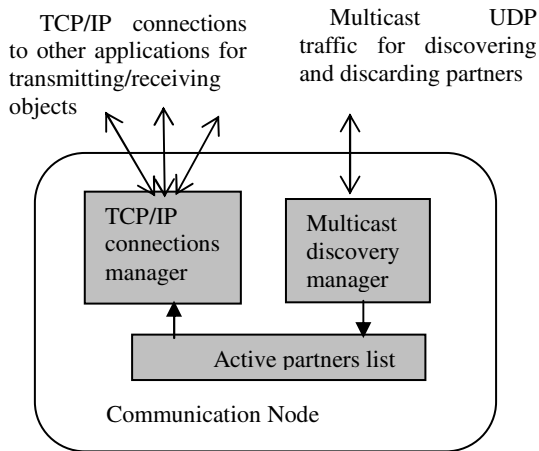 TCP/IP connections
to other applications for
transmitting/receiving
objects
Multicast UDP
traffic for discovering
and discarding partners
TCP/IP
connections
manager
Multicast
discovery
manager
Active partners list
Communication Node